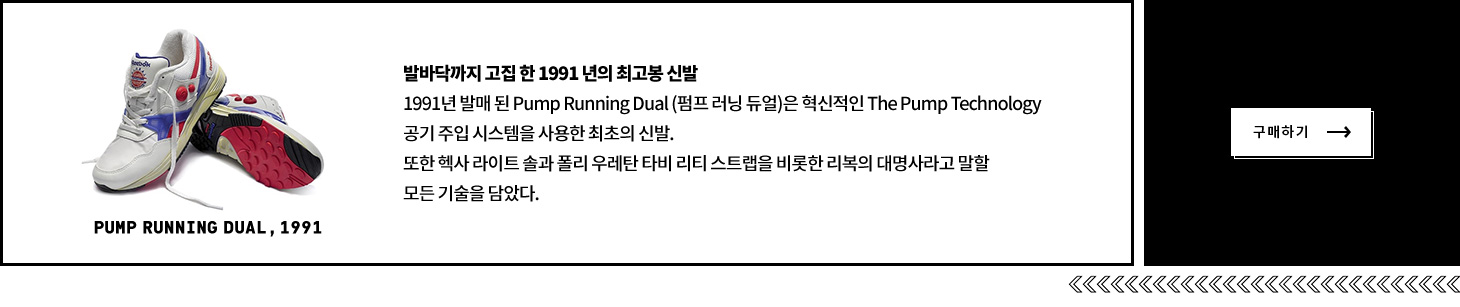 Reebok
PUMP RUNNING DUAL, 1991
발바닥까지 고집 한 1991 년의 최고봉 신발
1991년 발매 된 Pump Running Dual (펌프 러닝 듀얼)은 혁신적인 The Pump Technology
공기 주입 시스템을 사용한 최초의 신발.
또한 헥사 라이트 솔과 폴리 우레탄 타비 리티 스트랩을 비롯한 리복의 대명사라고 말할
모든 기술을 담았다.
구매하기